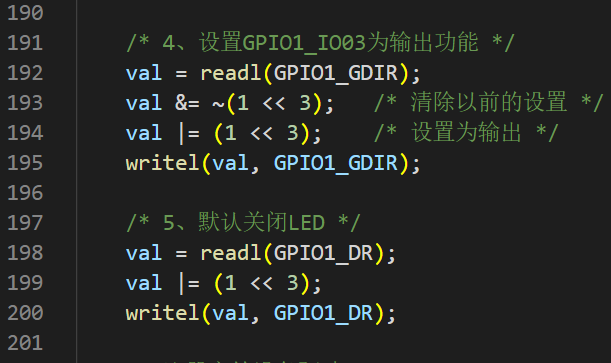 190
191 /* 4、设置GPIO1_IO03为输出功能 */
192 val = readl(GPIO1_GDIR);
193 val &= ~(1 << 3); /* 清除以前的设置 */
194 val |= (1 << 3); /* 设置为输出 */
195 writel(val, GPIO1_GDIR);
196
197 /* 5、默认关闭LED */
198 val = readl(GPIO1_DR);
199 val |= (1 << 3);
200 writel(val, GPIO1_DR);
201